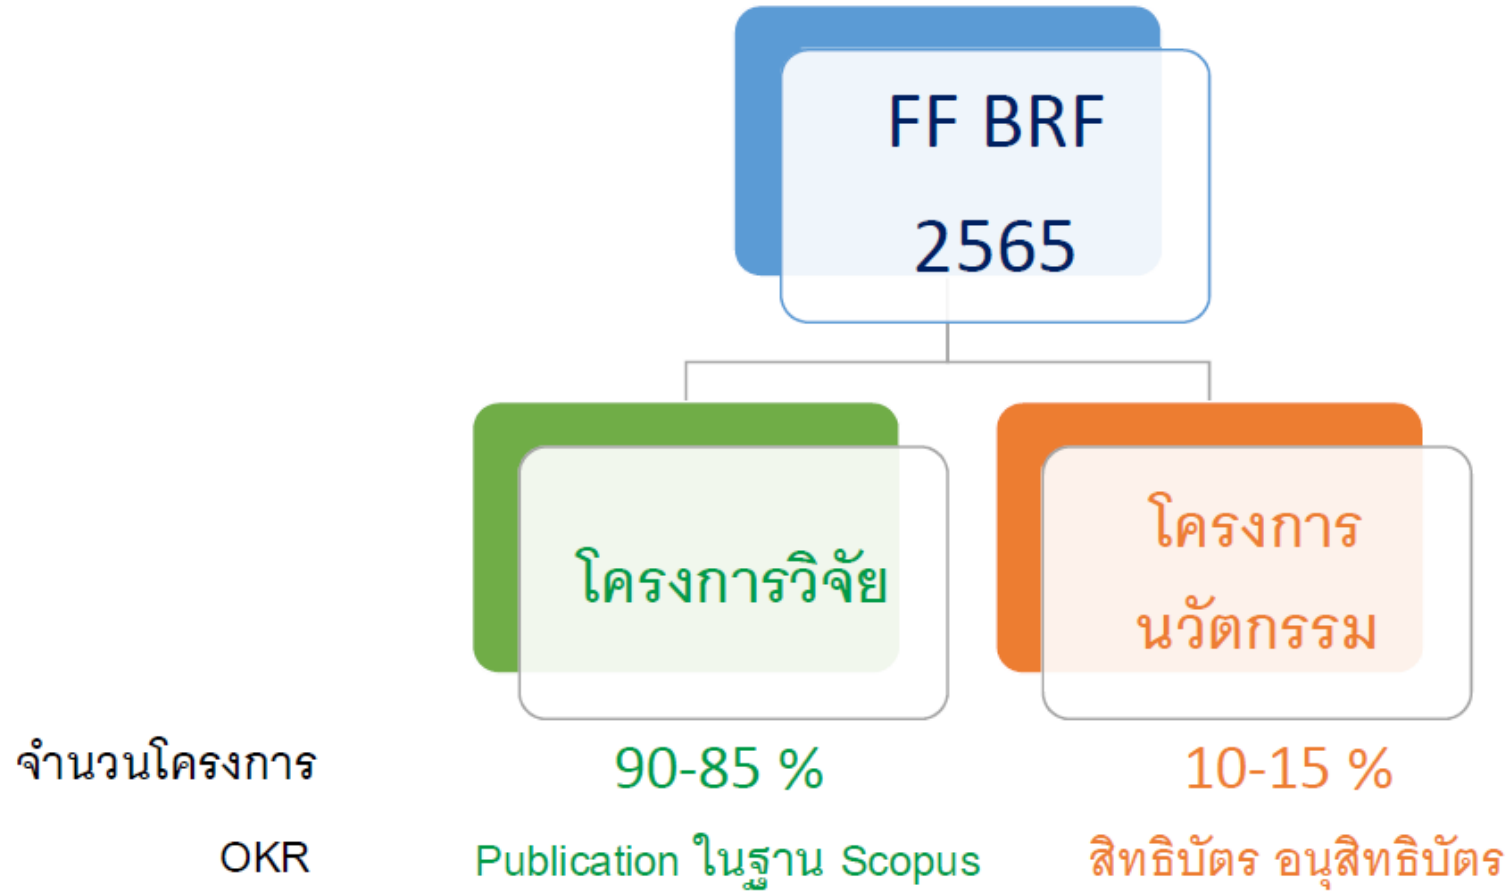 FF BRF
2565
โครงการวิจัย
โครงการ
นวัตกรรม
จำนวนโครงการ 90-85 % 10-15 %
OKR Publication ในฐาน Scopus สิทธิบัตร อนุสิทธิบัตร